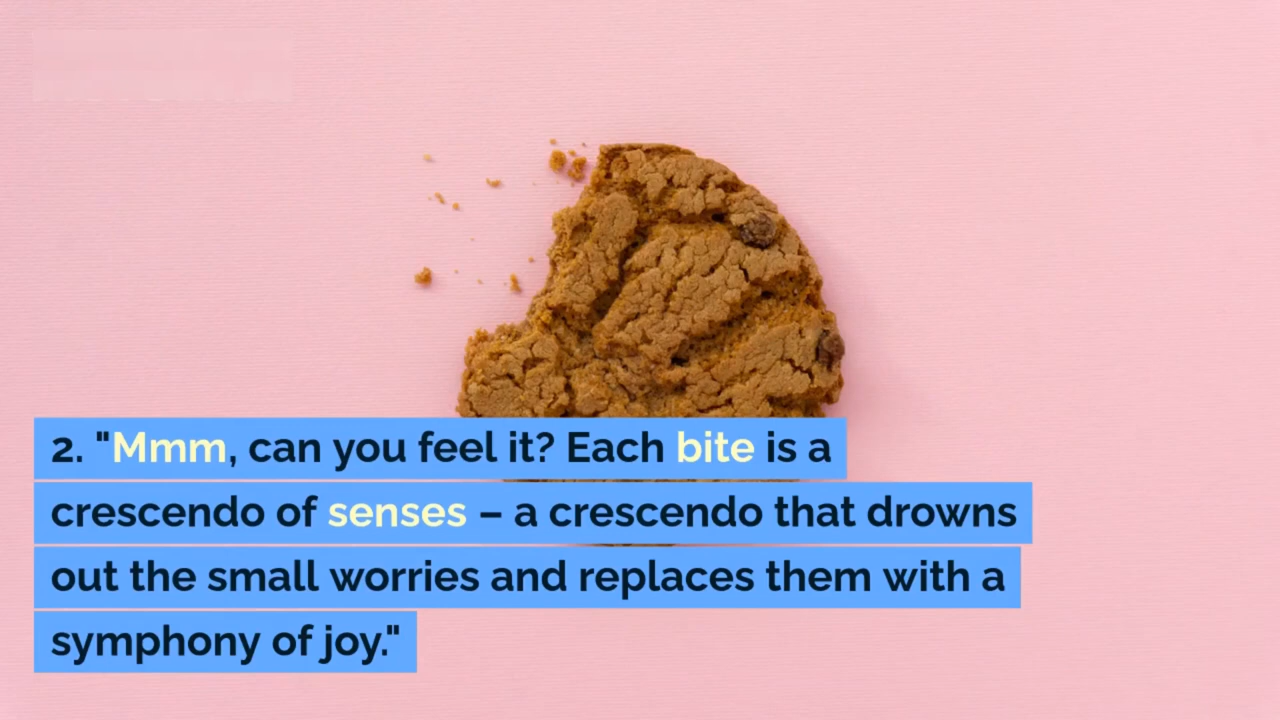 2. "Mmm, can you feel it? Each bite is a
crescendo of senses – a crescendo that drowns
out the small worries and replaces them with a
symphony of joy."